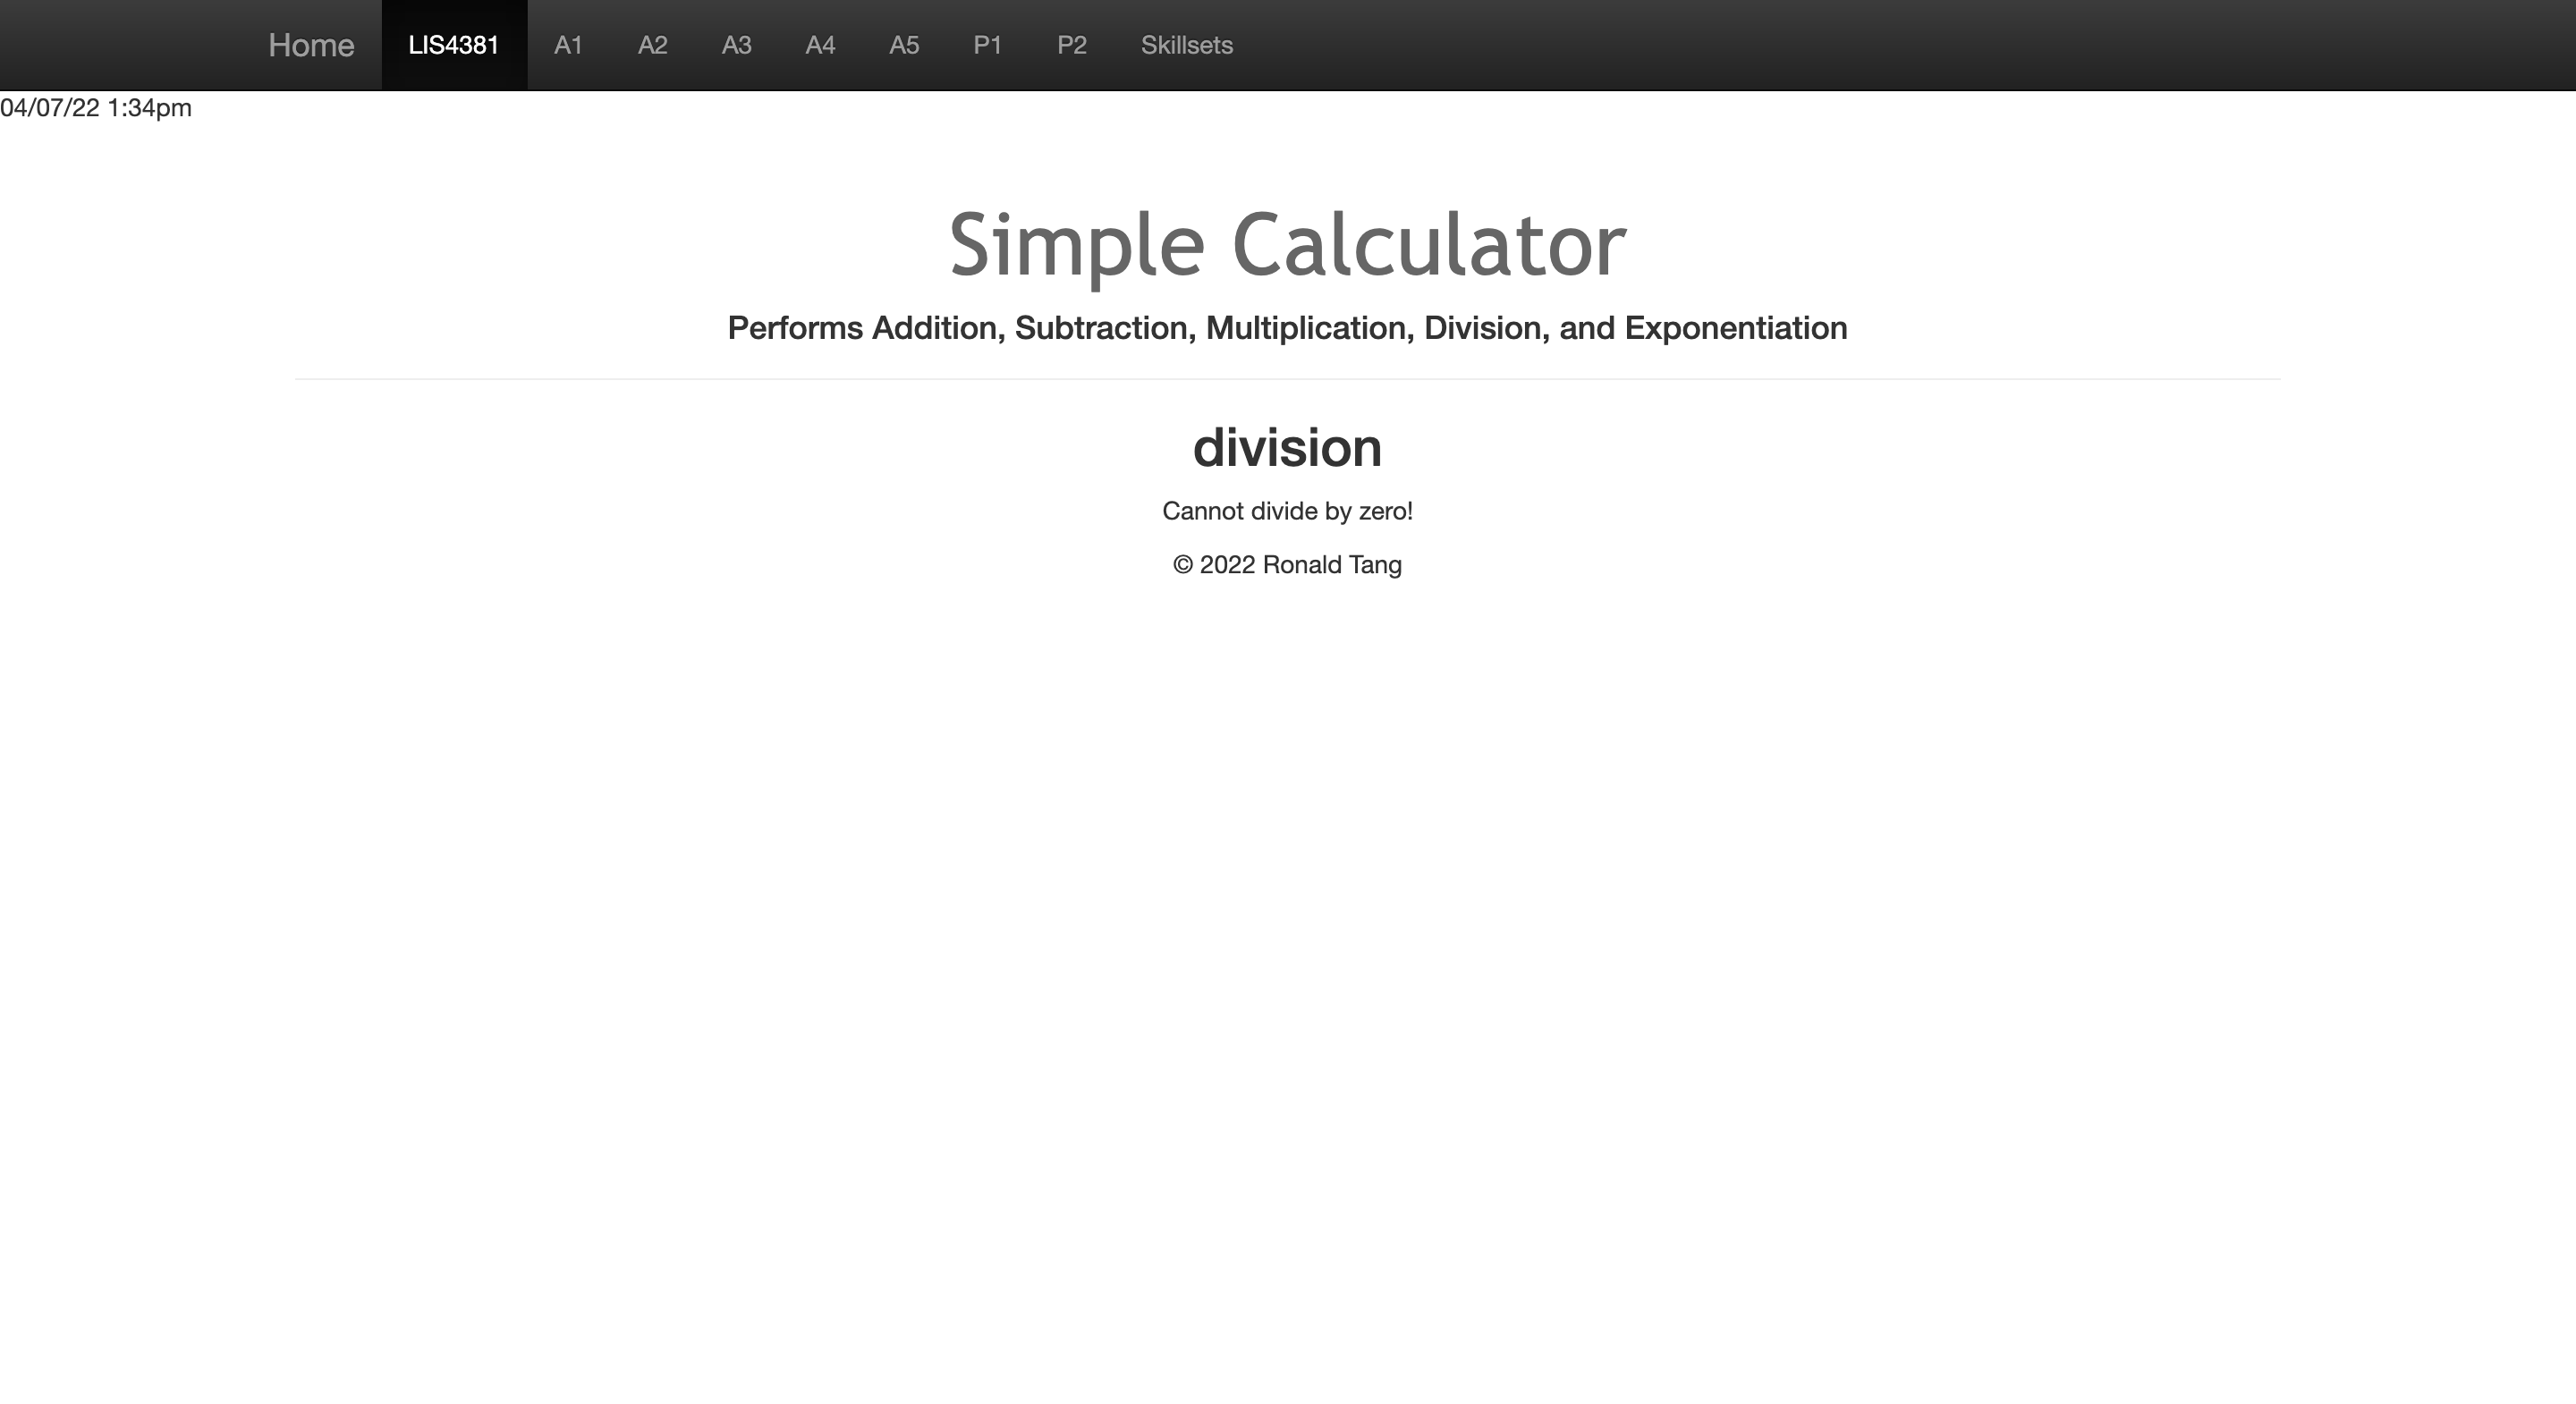 Home LIS4381 A1 A2 A3 A4 A5 P1 P2 Skillsets
04/07/22 1:34pm
Simple Calculator
Performs Addition, Subtraction, Multiplication, Division, and Exponentiation
division
Cannot divide by zero!
© 2022 Ronald Tang